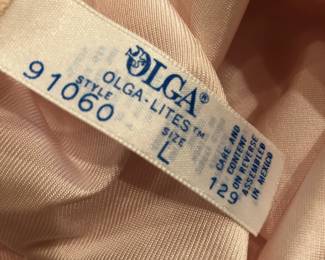 OLGA®
OLGA-LITES™
STYLE SIZE
91060 L
CARE AND
CONTENT
ON REVERSE
ASSEMBLED
IN MEXICO
129